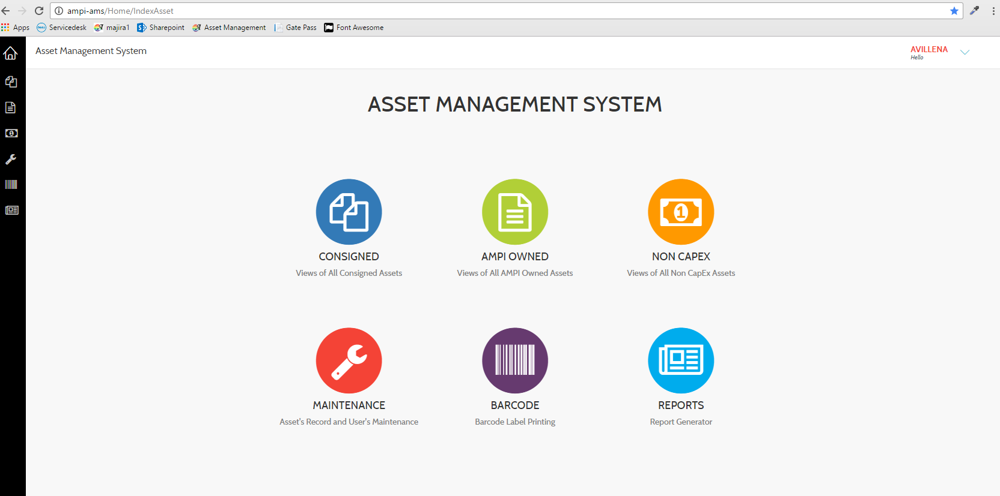 ampi-ams/Home/IndexAsset
Apps Servicedesk majira1 Sharepoint Asset Management Gate Pass Font Awesome
Asset Management System
AVILLENA
Hello
ASSET MANAGEMENT SYSTEM
CONSIGNED
Views of All Consigned Assets
AMPI OWNED
Views of All AMPI Owned Assets
NON CAPEX
Views of All Non CapEx Assets
MAINTENANCE
Asset's Record and User's Maintenance
BARCODE
Barcode Label Printing
REPORTS
Report Generator